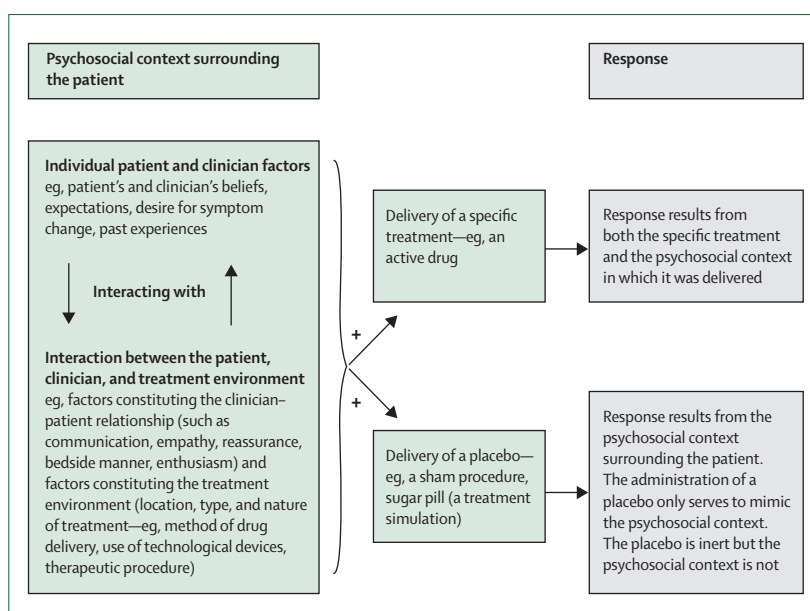 Psychosocial context surrounding
the patient
Response
Individual patient and clinician factors
eg, patient's and clinician's beliefs,
expectations, desire for symptom
change, past experiences
Interacting with
Interaction between the patient,
clinician, and treatment environment
eg, factors constituting the clinician–
patient relationship (such as
communication, empathy, reassurance,
bedside manner, enthusiasm) and
factors constituting the treatment
environment (location, type, and nature
of treatment—eg, method of drug
delivery, use of technological devices,
therapeutic procedure)
+
+
Delivery of a specific
treatment—eg, an
active drug
Response results from
both the specific treatment
and the psychosocial context
in which it was delivered
Delivery of a placebo—
eg, a sham procedure,
sugar pill (a treatment
simulation)
Response results from the
psychosocial context
surrounding the patient.
The administration of a
placebo only serves to mimic
the psychosocial context.
The placebo is inert but the
psychosocial context is not